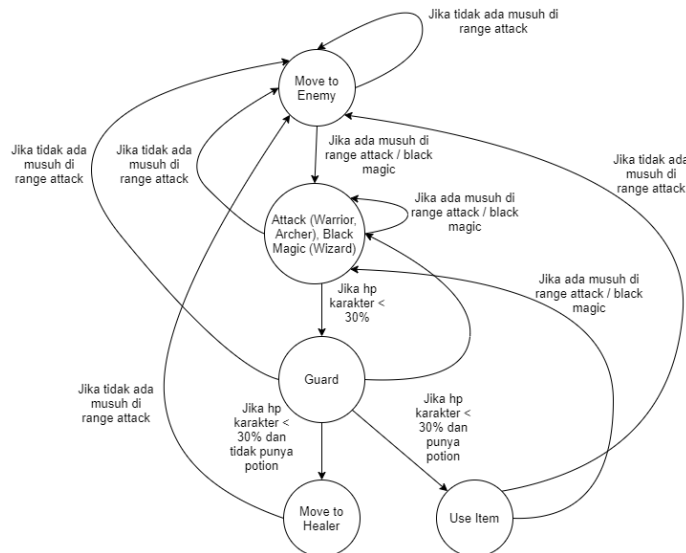 Jika tidak ada musuh di
range attack
Move to
Enemy
Jika ada musuh di
range attack / black
magic
Jika tidak ada
musuh di
range attack
Jika tidak ada
musuh di
range attack
Jika tidak ada
musuh di
range attack
Jika ada musuh di
range attack / black
magic
Attack (Warrior,
Archer), Black
Magic (Wizard)
Jika ada musuh di
range attack / black
magic
Jika hp
karakter <
30%
Guard
Jika tidak ada
musuh di
range attack
Jika hp
karakter <
30% dan
tidak punya
potion
Jika hp
karakter <
30% dan
punya
potion
Move to
Healer
Use Item